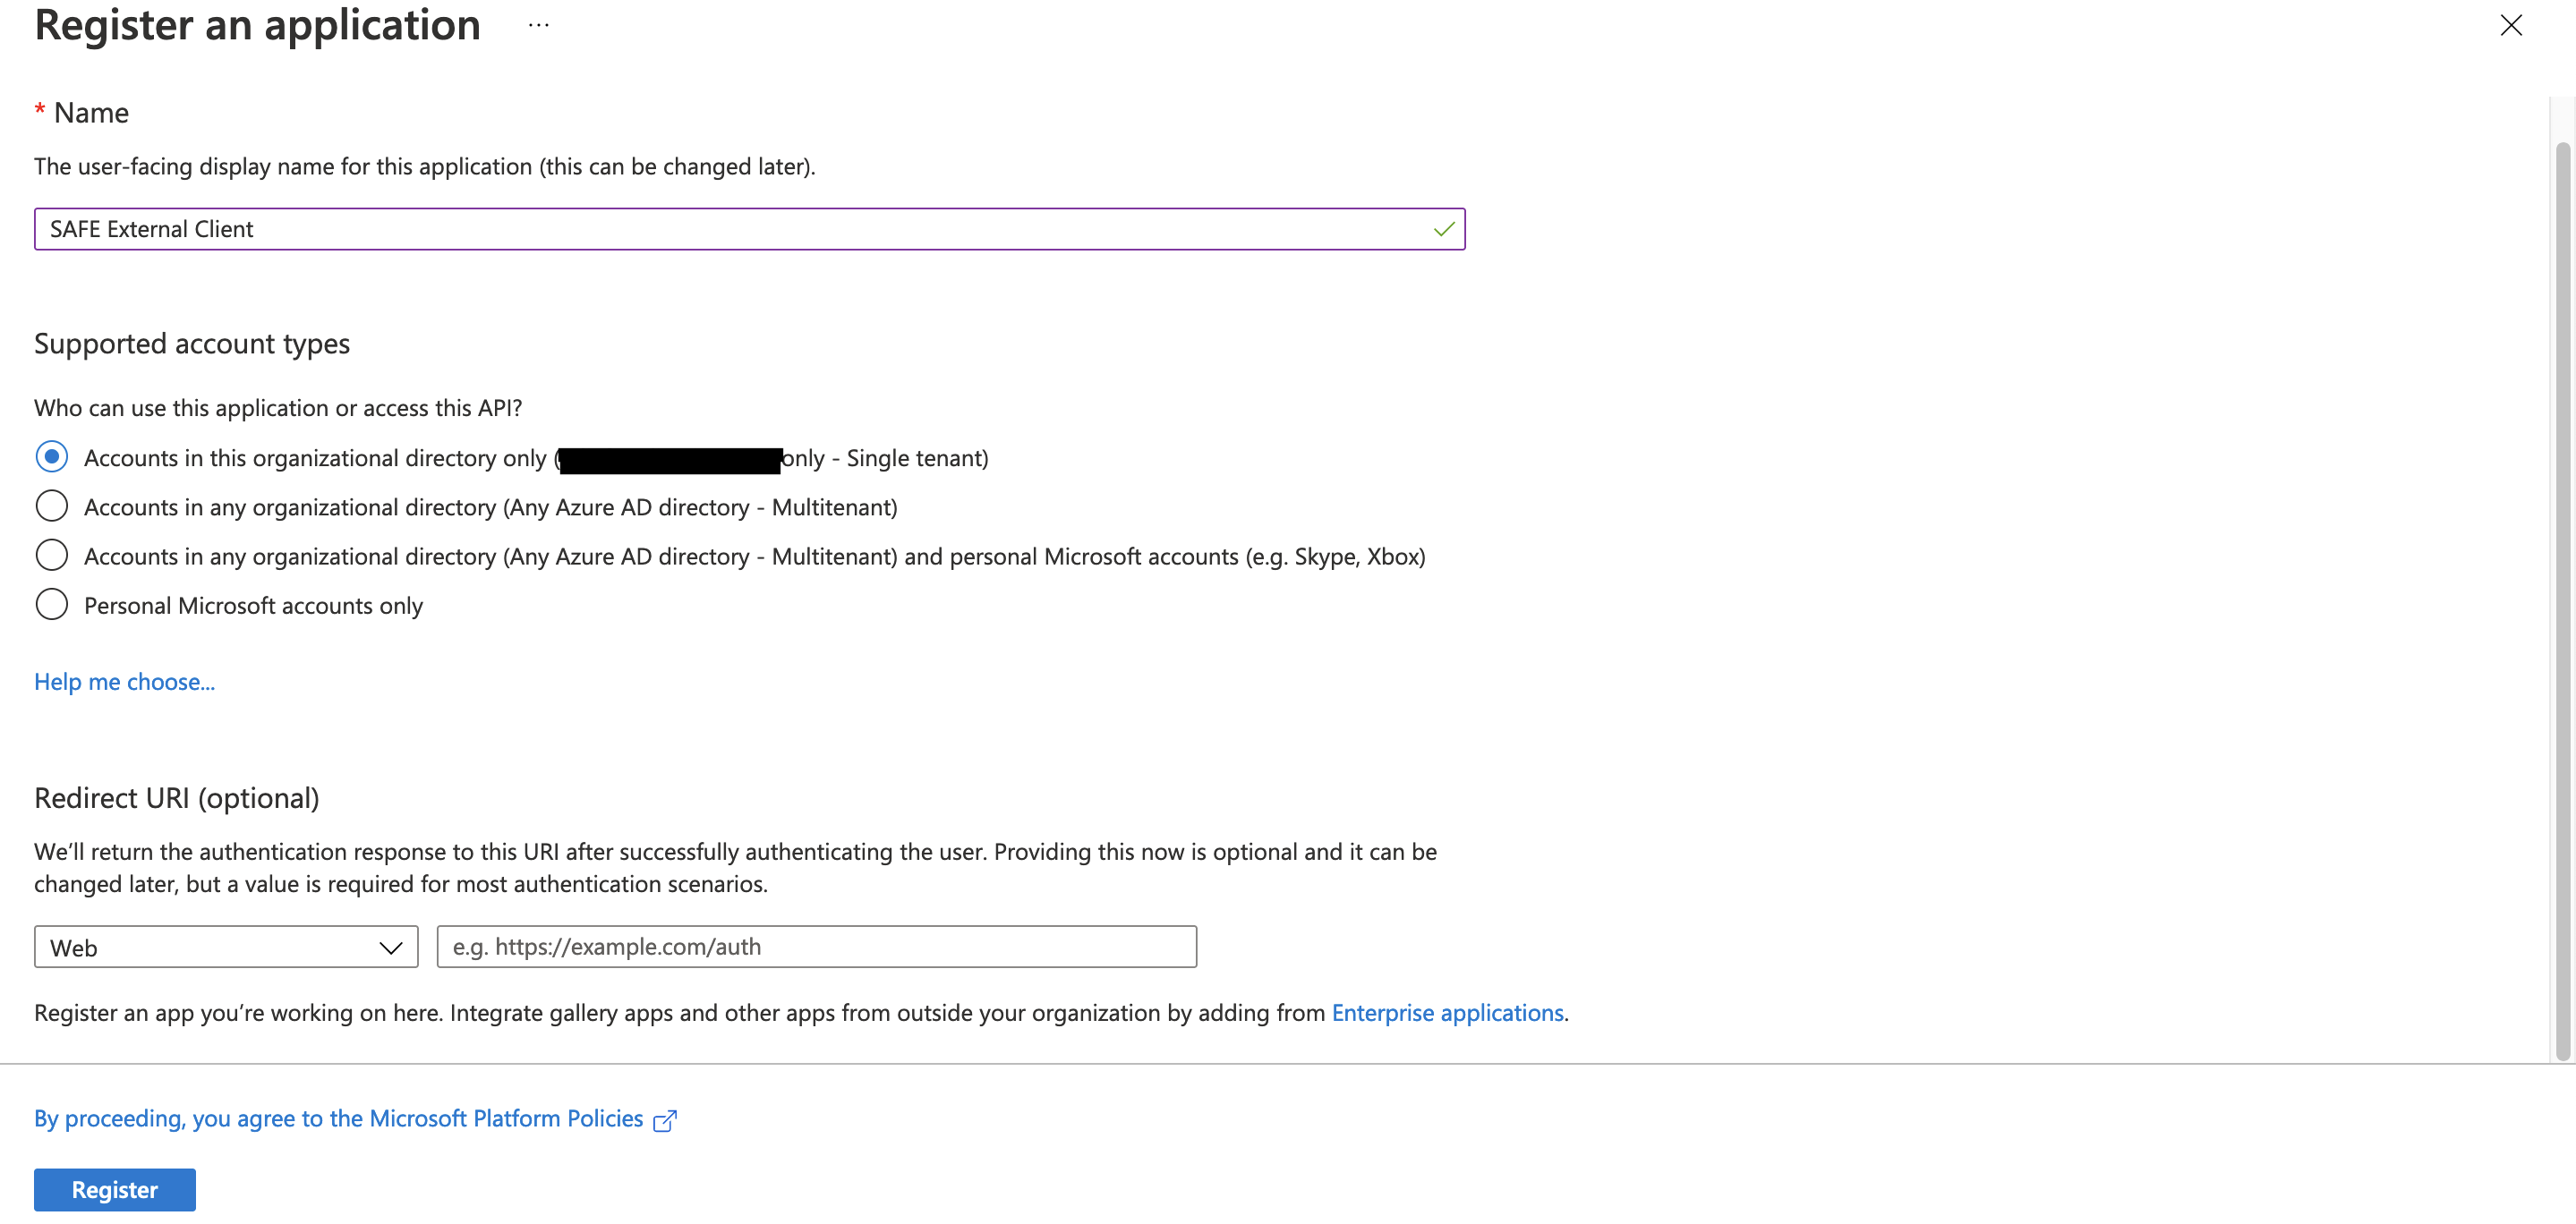 Register an application ...
* Name
The user-facing display name for this application (this can be changed later).
SAFE External Client
Supported account types
Who can use this application or access this API?
Accounts in this organizational directory only ( only - Single tenant)
Accounts in any organizational directory (Any Azure AD directory - Multitenant)
Accounts in any organizational directory (Any Azure AD directory - Multitenant) and personal Microsoft accounts (e.g. Skype, Xbox)
Personal Microsoft accounts only
Help me choose...
Redirect URI (optional)
We’ll return the authentication response to this URI after successfully authenticating the user. Providing this now is optional and it can be
changed later, but a value is required for most authentication scenarios.
Web
e.g. https://example.com/auth
Register an app you’re working on here. Integrate gallery apps and other apps from outside your organization by adding from Enterprise applications.
By proceeding, you agree to the Microsoft Platform Policies
Register